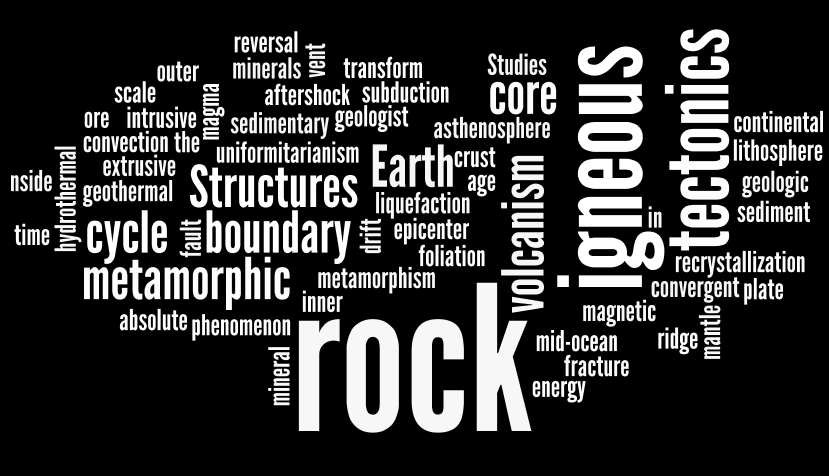 reversal
vent
outer
minerals
transform
Studies
scale
magma
aftershock
subduction
core
igneous
tectonics
ore
intrusive
sedimentary
geologist
asthenosphere
continental
convection
the
uniformitarianism
Earth
crust
lithosphere
extrusive
nside
hydrothermal
geothermal
Structures
age
volcanism
geologic
liquefaction
sediment
in
time
cycle
fault
boundary
drift
epicenter
foliation
metamorphic
metamorphism
recrystallization
inner
convergent
plate
absolute
phenomenon
rock
magnetic
mantle
mid-ocean
ridge
mineral
fracture
energy